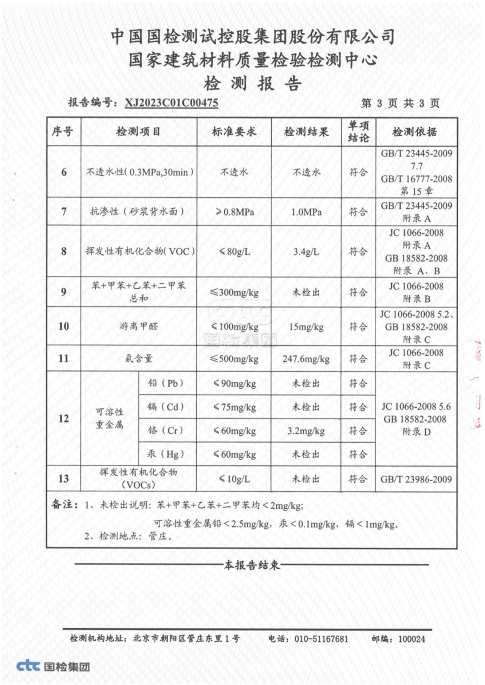 中国国检测试控股集团股份有限公司
国家建筑材料质量检验检测中心
检 测 报 告
报告编号：XJ2023C01C00475 第 3 页 共 3 页
序号 检测项目 标准要求 检测结果 单项结论 检测依据
6 不透水性(0.3MPa,30min) 不透水 不透水 符合 GB/T 23445-2009 7.7 GB/T 16777-2008 第 15 章
7 抗渗性（砂浆背水面） ≥0.8MPa 1.0MPa 符合 GB/T 23445-2009 附录 A
8 挥发性有机化合物(VOC) ≤80g/L 3.4g/L 符合 JC 1066-2008 附录 A GB 18582-2008 附录 A、B
9 苯+甲苯+乙苯+二甲苯总和 ≤300mg/kg 未检出 符合 JC 1066-2008 附录 B
10 游离甲醛 ≤100mg/kg 15mg/kg 符合 JC 1066-2008 5.2、GB 18582-2008 附录 C
11 氨含量 ≤500mg/kg 247.6mg/kg 符合 JC 1066-2008 附录 C
12 可溶性重金属 铅（Pb） ≤90mg/kg 未检出 符合 JC 1066-2008 5.6 GB 18582-2008 附录 D
镉（Cd） ≤75mg/kg 未检出 符合
铬（Cr） ≤60mg/kg 3.2mg/kg 符合
汞（Hg） ≤60mg/kg 未检出 符合
13 挥发性有机化合物(VOCs) ≤10g/L 未检出 符合 GB/T 23986-2009
备注：1、未检出说明：苯+甲苯+乙苯+二甲苯均＜2mg/kg;
可溶性重金属铅＜2.5mg/kg，汞＜0.1mg/kg，镉＜1mg/kg。
2、检测地点：管庄。
本报告结束
检测机构地址：北京市朝阳区管庄东里 1 号 电话：010-51167681 邮编：100024
ctc 国检集团
国检集团